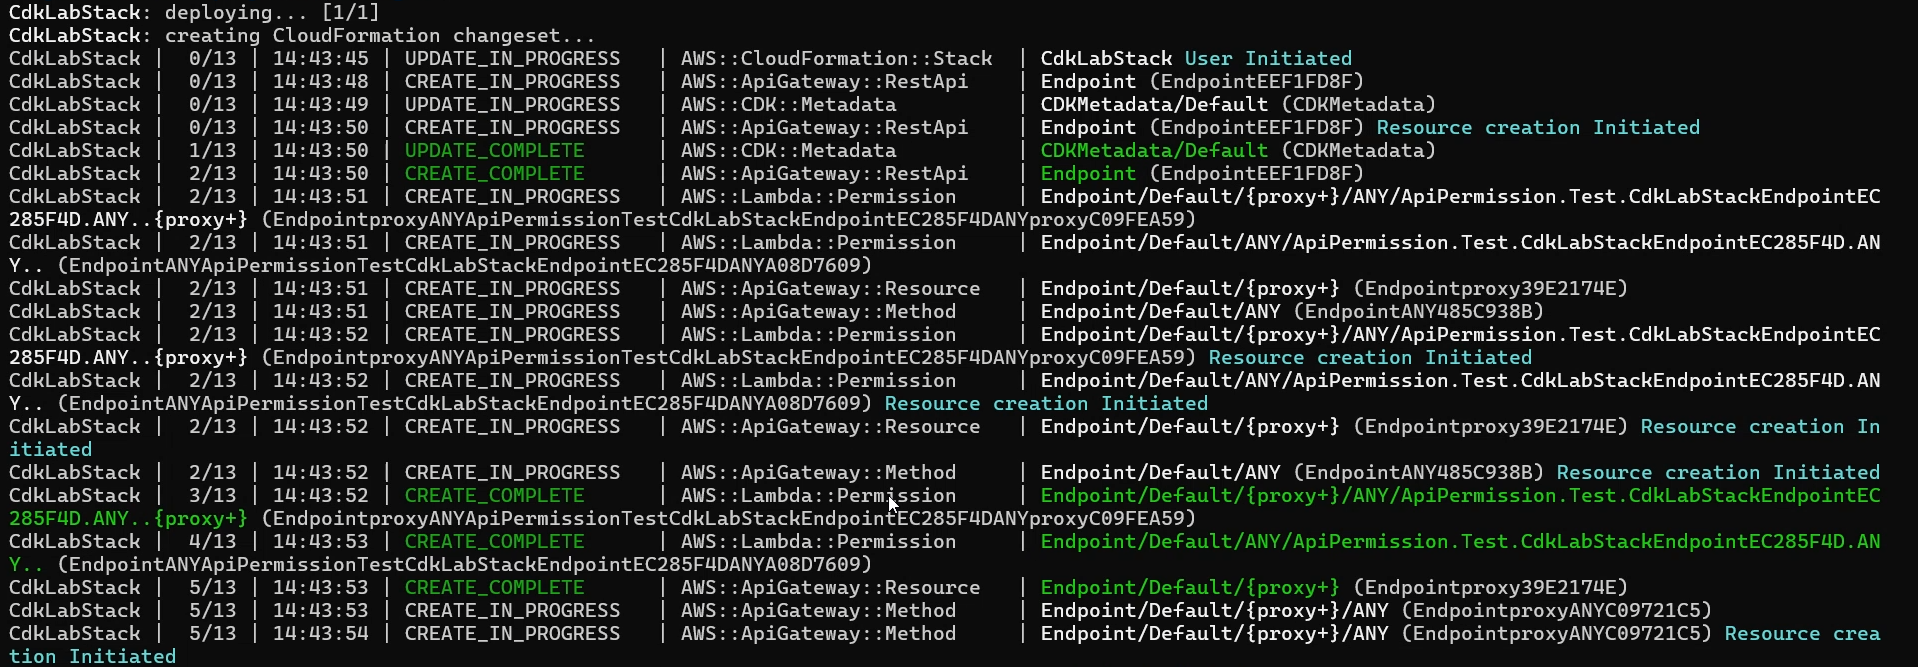 CdkLabStack: deploying... [1/1]
CdkLabStack: creating CloudFormation changeset...
CdkLabStack |  0/13 | 14:43:45 | UPDATE_IN_PROGRESS   | AWS::CloudFormation::Stack  | CdkLabStack User Initiated
CdkLabStack |  0/13 | 14:43:48 | CREATE_IN_PROGRESS   | AWS::ApiGateway::RestApi    | Endpoint (EndpointEEF1FD8F)
CdkLabStack |  0/13 | 14:43:49 | UPDATE_IN_PROGRESS   | AWS::CDK::Metadata          | CDKMetadata/Default (CDKMetadata)
CdkLabStack |  0/13 | 14:43:50 | CREATE_IN_PROGRESS   | AWS::ApiGateway::RestApi    | Endpoint (EndpointEEF1FD8F) Resource creation Initiated
CdkLabStack |  1/13 | 14:43:50 | UPDATE_COMPLETE      | AWS::CDK::Metadata          | CDKMetadata/Default (CDKMetadata)
CdkLabStack |  2/13 | 14:43:50 | CREATE_COMPLETE      | AWS::ApiGateway::RestApi    | Endpoint (EndpointEEF1FD8F)
CdkLabStack |  2/13 | 14:43:51 | CREATE_IN_PROGRESS   | AWS::Lambda::Permission     | Endpoint/Default/{proxy+}/ANY/ApiPermission.Test.CdkLabStackEndpointEC
285F4D.ANY..{proxy+} (EndpointproxyANYApiPermissionTestCdkLabStackEndpointEC285F4DANYproxyC09FEA59)
CdkLabStack |  2/13 | 14:43:51 | CREATE_IN_PROGRESS   | AWS::Lambda::Permission     | Endpoint/Default/ANY/ApiPermission.Test.CdkLabStackEndpointEC285F4D.AN
Y.. (EndpointANYApiPermissionTestCdkLabStackEndpointEC285F4DANYA08D7609)
CdkLabStack |  2/13 | 14:43:51 | CREATE_IN_PROGRESS   | AWS::ApiGateway::Resource   | Endpoint/Default/{proxy+} (Endpointproxy39E2174E)
CdkLabStack |  2/13 | 14:43:51 | CREATE_IN_PROGRESS   | AWS::ApiGateway::Method     | Endpoint/Default/ANY (EndpointANY485C938B)
CdkLabStack |  2/13 | 14:43:52 | CREATE_IN_PROGRESS   | AWS::Lambda::Permission     | Endpoint/Default/{proxy+}/ANY/ApiPermission.Test.CdkLabStackEndpointEC
285F4D.ANY..{proxy+} (EndpointproxyANYApiPermissionTestCdkLabStackEndpointEC285F4DANYproxyC09FEA59) Resource creation Initiated
CdkLabStack |  2/13 | 14:43:52 | CREATE_IN_PROGRESS   | AWS::Lambda::Permission     | Endpoint/Default/ANY/ApiPermission.Test.CdkLabStackEndpointEC285F4D.AN
Y.. (EndpointANYApiPermissionTestCdkLabStackEndpointEC285F4DANYA08D7609) Resource creation Initiated
CdkLabStack |  2/13 | 14:43:52 | CREATE_IN_PROGRESS   | AWS::ApiGateway::Resource   | Endpoint/Default/{proxy+} (Endpointproxy39E2174E) Resource creation In
itiated
CdkLabStack |  2/13 | 14:43:52 | CREATE_IN_PROGRESS   | AWS::ApiGateway::Method     | Endpoint/Default/ANY (EndpointANY485C938B) Resource creation Initiated
CdkLabStack |  3/13 | 14:43:52 | CREATE_COMPLETE      | AWS::Lambda::Permission     | Endpoint/Default/{proxy+}/ANY/ApiPermission.Test.CdkLabStackEndpointEC
285F4D.ANY..{proxy+} (EndpointproxyANYApiPermissionTestCdkLabStackEndpointEC285F4DANYproxyC09FEA59)
CdkLabStack |  4/13 | 14:43:53 | CREATE_COMPLETE      | AWS::Lambda::Permission     | Endpoint/Default/ANY/ApiPermission.Test.CdkLabStackEndpointEC285F4D.AN
Y.. (EndpointANYApiPermissionTestCdkLabStackEndpointEC285F4DANYA08D7609)
CdkLabStack |  5/13 | 14:43:53 | CREATE_COMPLETE      | AWS::ApiGateway::Resource   | Endpoint/Default/{proxy+} (Endpointproxy39E2174E)
CdkLabStack |  5/13 | 14:43:53 | CREATE_IN_PROGRESS   | AWS::ApiGateway::Method     | Endpoint/Default/{proxy+}/ANY (EndpointproxyANYC09721C5)
CdkLabStack |  5/13 | 14:43:54 | CREATE_IN_PROGRESS   | AWS::ApiGateway::Method     | Endpoint/Default/{proxy+}/ANY (EndpointproxyANYC09721C5) Resource crea
tion Initiated